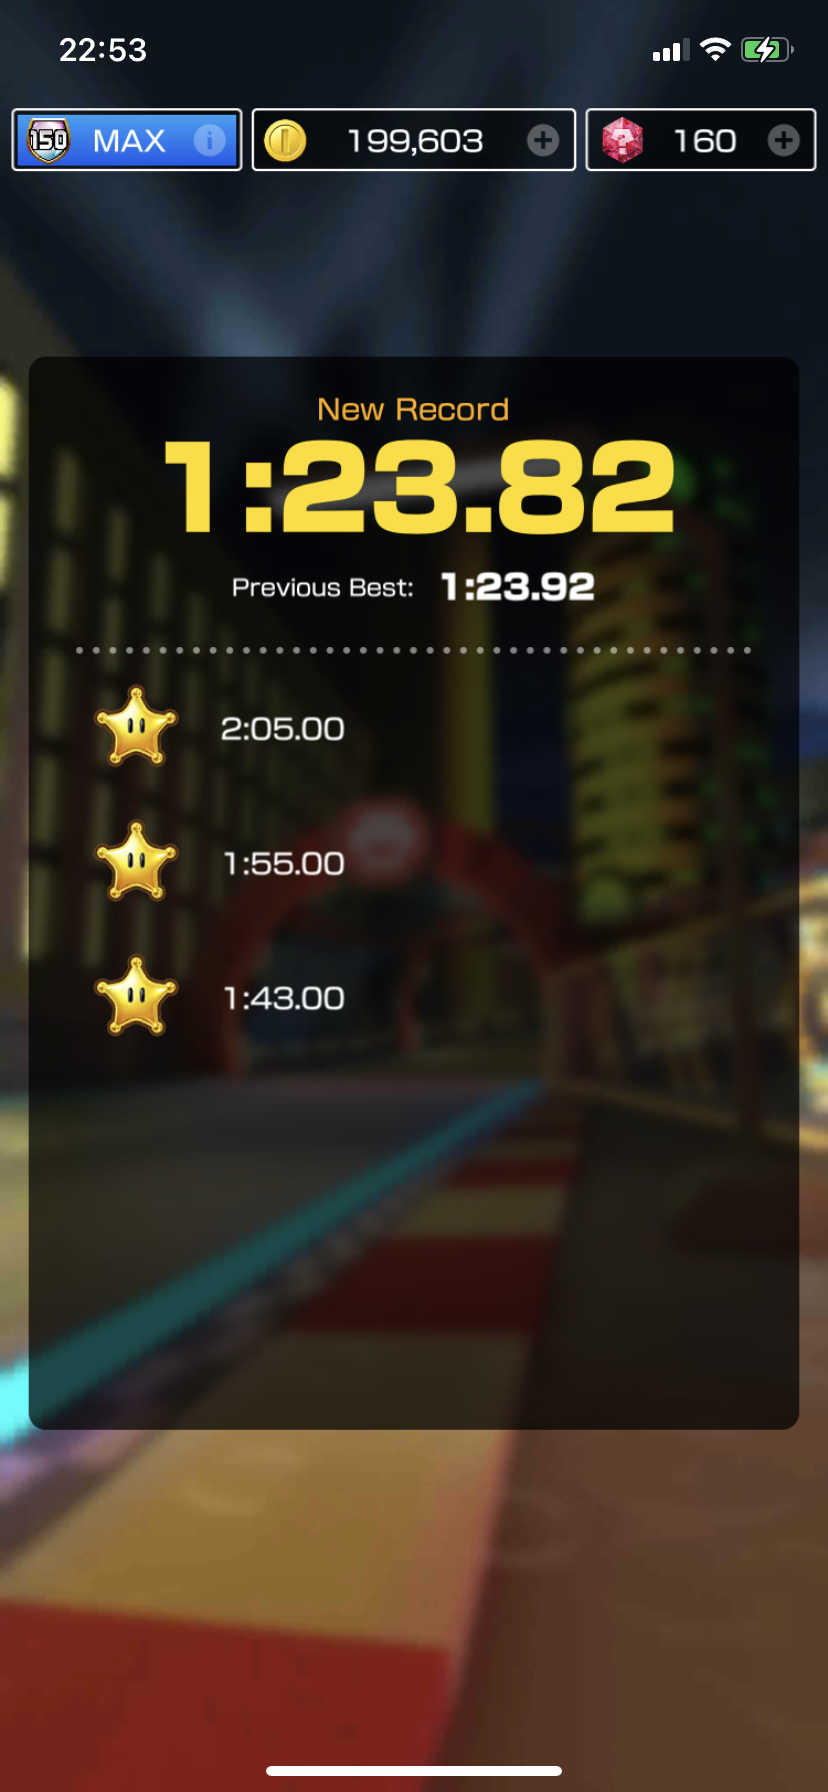 22:53
150 MAX i 199,603 + ? 160 +
New Record
1:23.82
Previous Best: 1:23.92
2:05.00
1:55.00
1:43.00